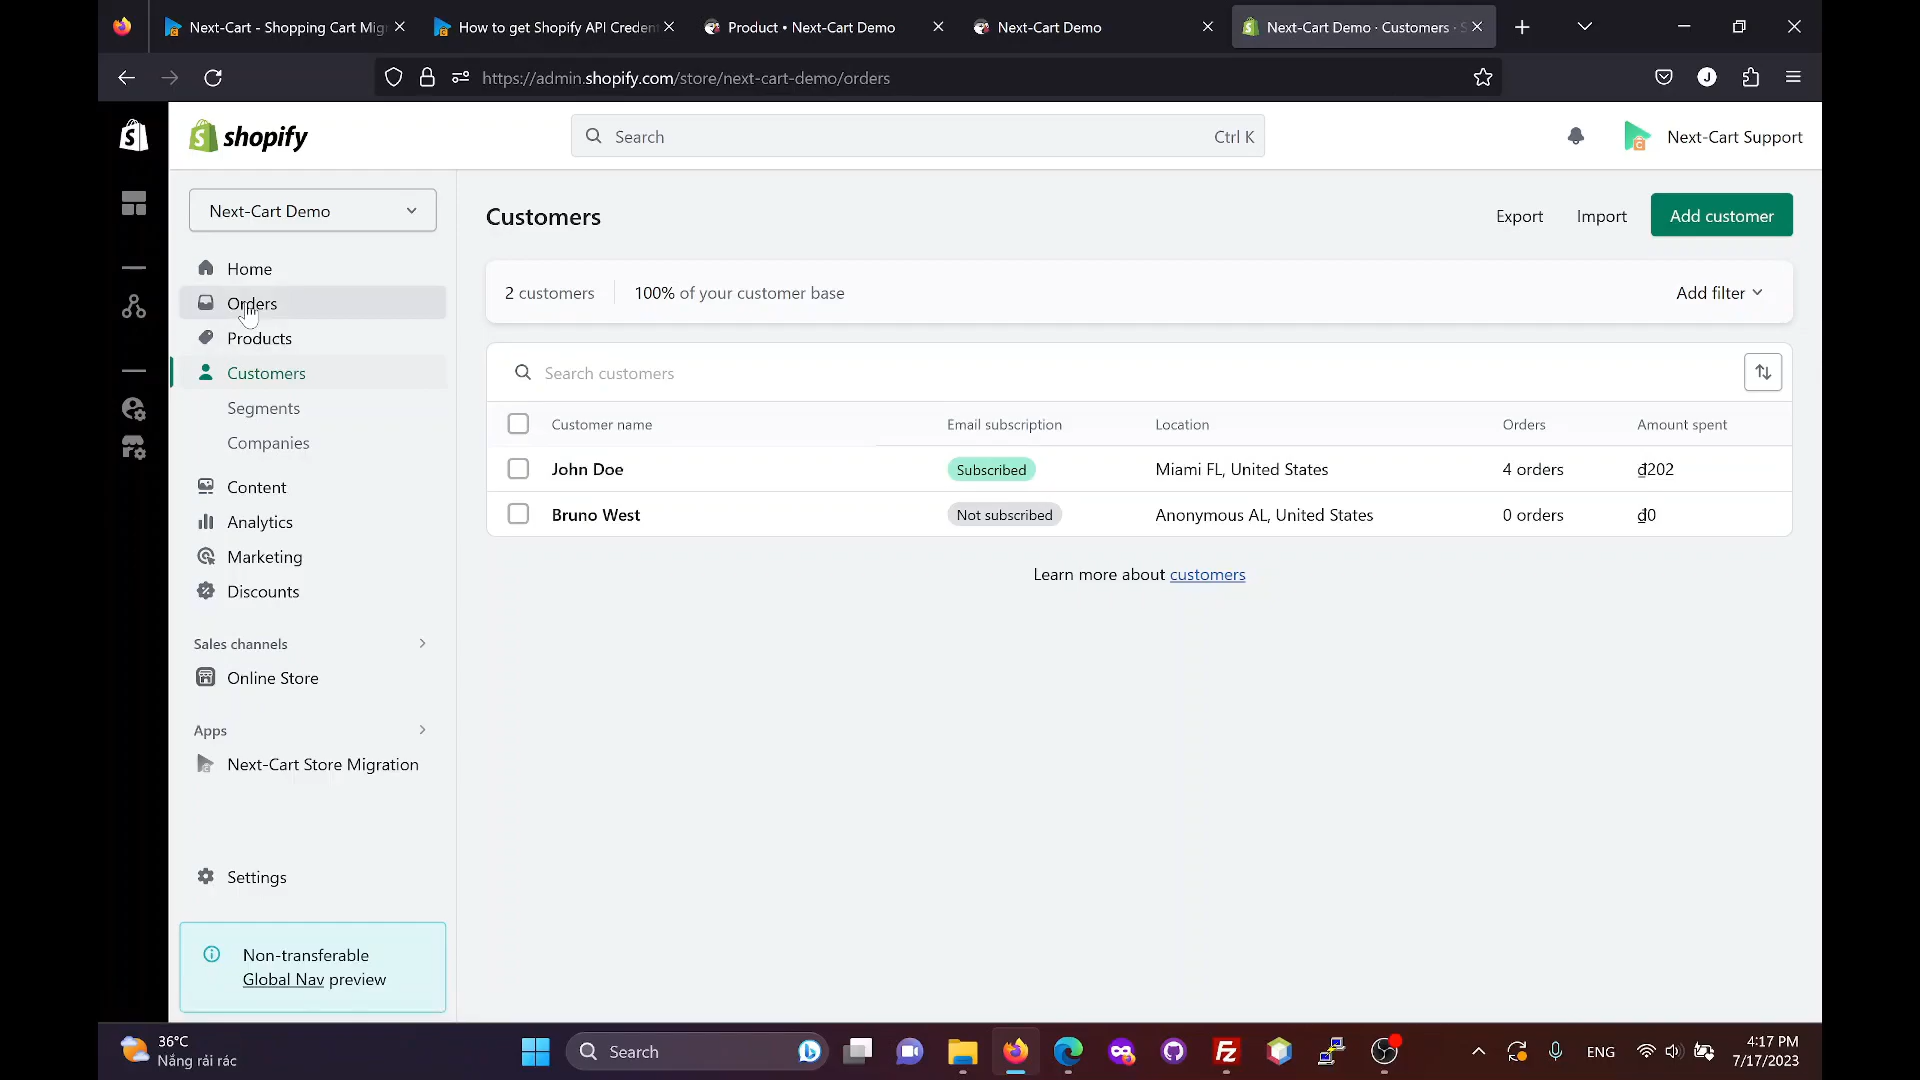 Next-Cart - Shopping Cart Mig
How to get Shopify API Creden
Product • Next-Cart Demo
Next-Cart Demo
Next-Cart Demo · Customers · S
https://admin.shopify.com/store/next-cart-demo/orders
J
shopify
Search
Ctrl K
Next-Cart Support
Next-Cart Demo
Home
Orders
Products
Customers
Segments
Companies
Content
Analytics
Marketing
Discounts
Sales channels
Online Store
Apps
Next-Cart Store Migration
Settings
Non-transferable
Global Nav preview
Customers
Export
Import
Add customer
2 customers
100% of your customer base
Add filter
Search customers
Customer name
Email subscription
Location
Orders
Amount spent
John Doe
Subscribed
Miami FL, United States
4 orders
₫202
Bruno West
Not subscribed
Anonymous AL, United States
0 orders
₫0
Learn more about customers
36°C
Nắng rải rác
Search
ENG
4:17 PM
7/17/2023